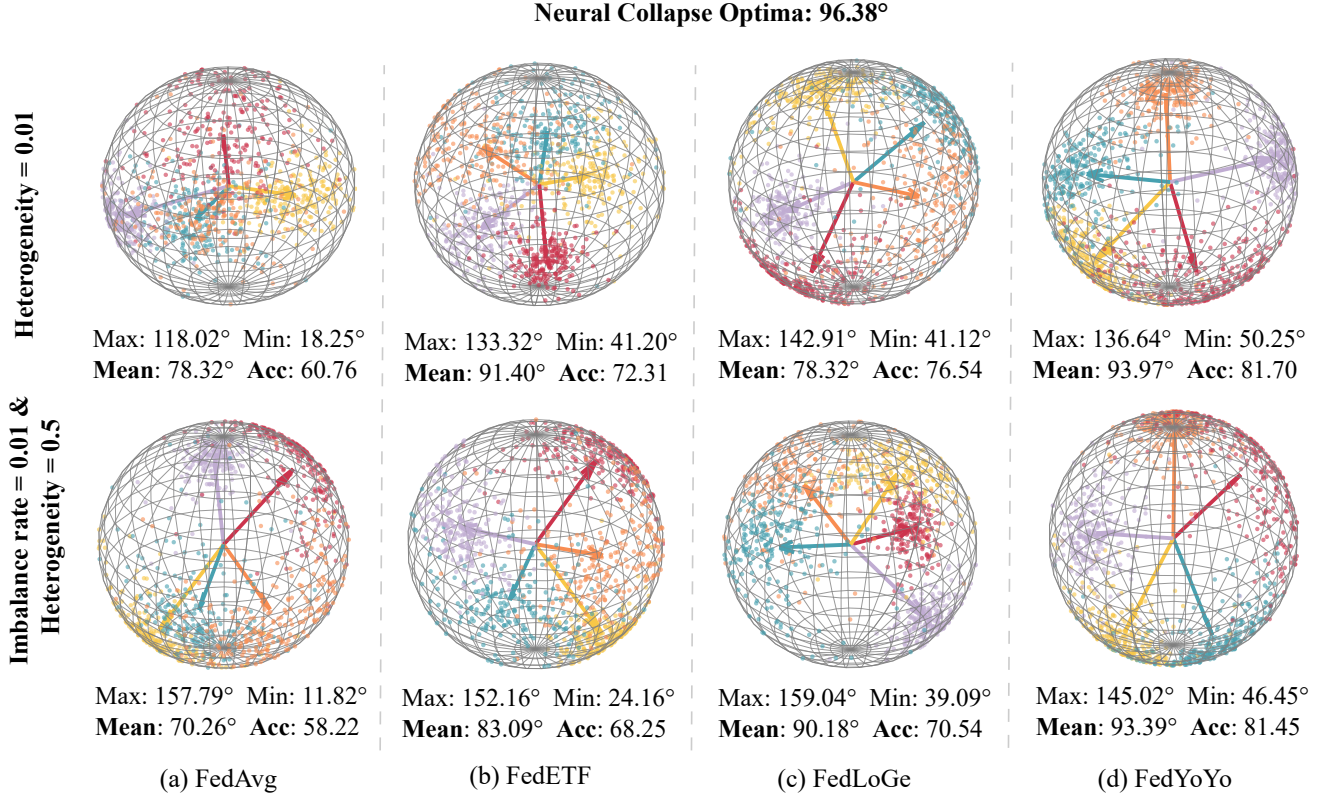 Neural Collapse Optima: 96.38°
Heterogeneity = 0.01
Max: 118.02° Min: 18.25°
Mean: 78.32° Acc: 60.76
Max: 133.32° Min: 41.20°
Mean: 91.40° Acc: 72.31
Max: 142.91° Min: 41.12°
Mean: 78.32° Acc: 76.54
Max: 136.64° Min: 50.25°
Mean: 93.97° Acc: 81.70
Imbalance rate = 0.01 &
Heterogeneity = 0.5
Max: 157.79° Min: 11.82°
Mean: 70.26° Acc: 58.22
Max: 152.16° Min: 24.16°
Mean: 83.09° Acc: 68.25
Max: 159.04° Min: 39.09°
Mean: 90.18° Acc: 70.54
Max: 145.02° Min: 46.45°
Mean: 93.39° Acc: 81.45
(a) FedAvg
(b) FedETF
(c) FedLoGe
(d) FedYoYo